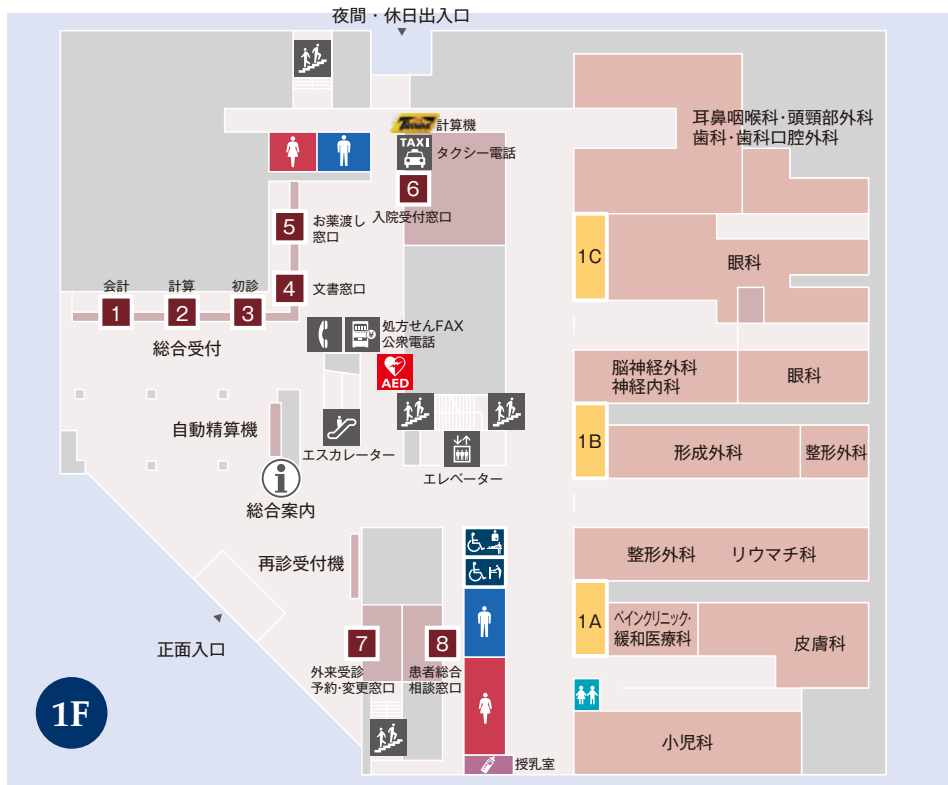 夜間・休日出入口
計算機
TAXI
タクシー電話
6
入院受付窓口
5
お薬渡し
窓口
4
文書窓口
会計
計算
初診
1
2
3
総合受付
処方せんFAX
公衆電話
AED
自動精算機
エスカレーター
エレベーター
i
総合案内
再診受付機
正面入口
7
8
外来受診
予約・変更窓口
患者総合
相談窓口
授乳室
1F
耳鼻咽喉科・頭頸部外科
歯科・歯科口腔外科
1C
眼科
脳神経外科
神経内科
眼科
1B
形成外科
整形外科
整形外科
リウマチ科
1A
ペインクリニック・
緩和医療科
皮膚科
小児科